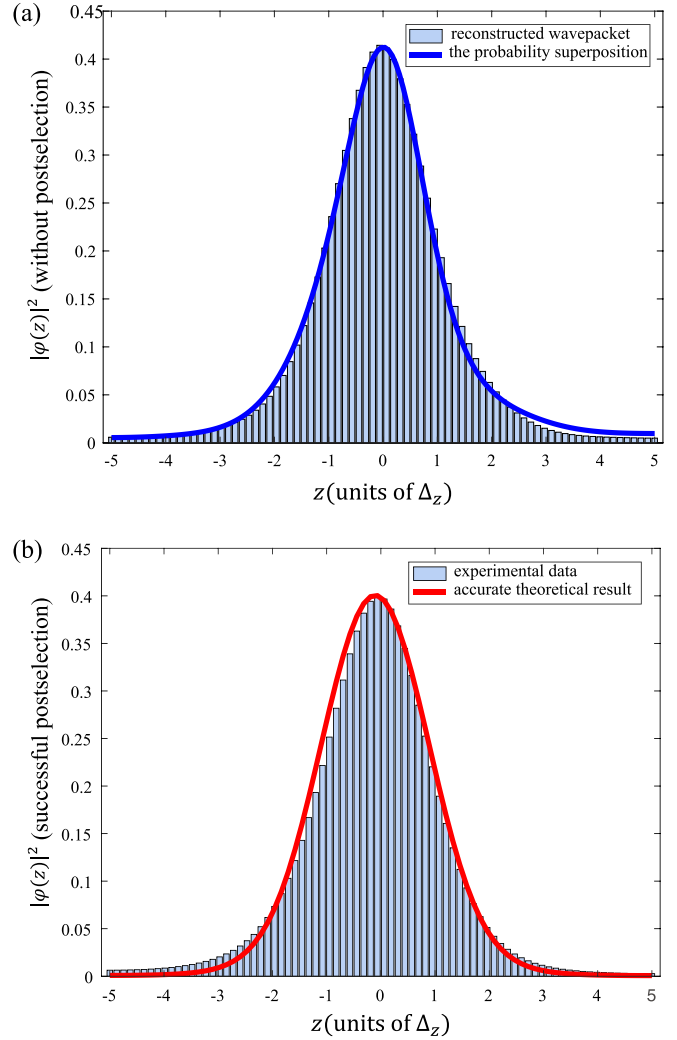 (a)
reconstructed wavepacket
the probability superposition
|φ(z)|² (without postselection)
0.45
0.4
0.35
0.3
0.25
0.2
0.15
0.1
0.05
0
-5 -4 -3 -2 -1 0 1 2 3 4 5
z(units of Δz)
(b)
experimental data
accurate theoretical result
|φ(z)|² (successful postselection)
0.45
0.4
0.35
0.3
0.25
0.2
0.15
0.1
0.05
0
-5 -4 -3 -2 -1 0 1 2 3 4 5
z(units of Δz)